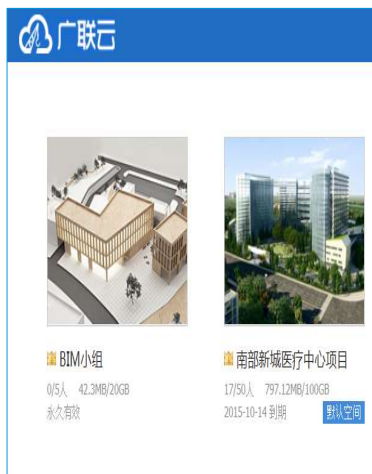 广联云
BIM小组
0/5人 42.3MB/20GB
永久有效
南部新城医疗中心项目
17/50人 797.12MB/100GB
2015-10-14 到期 默认空间